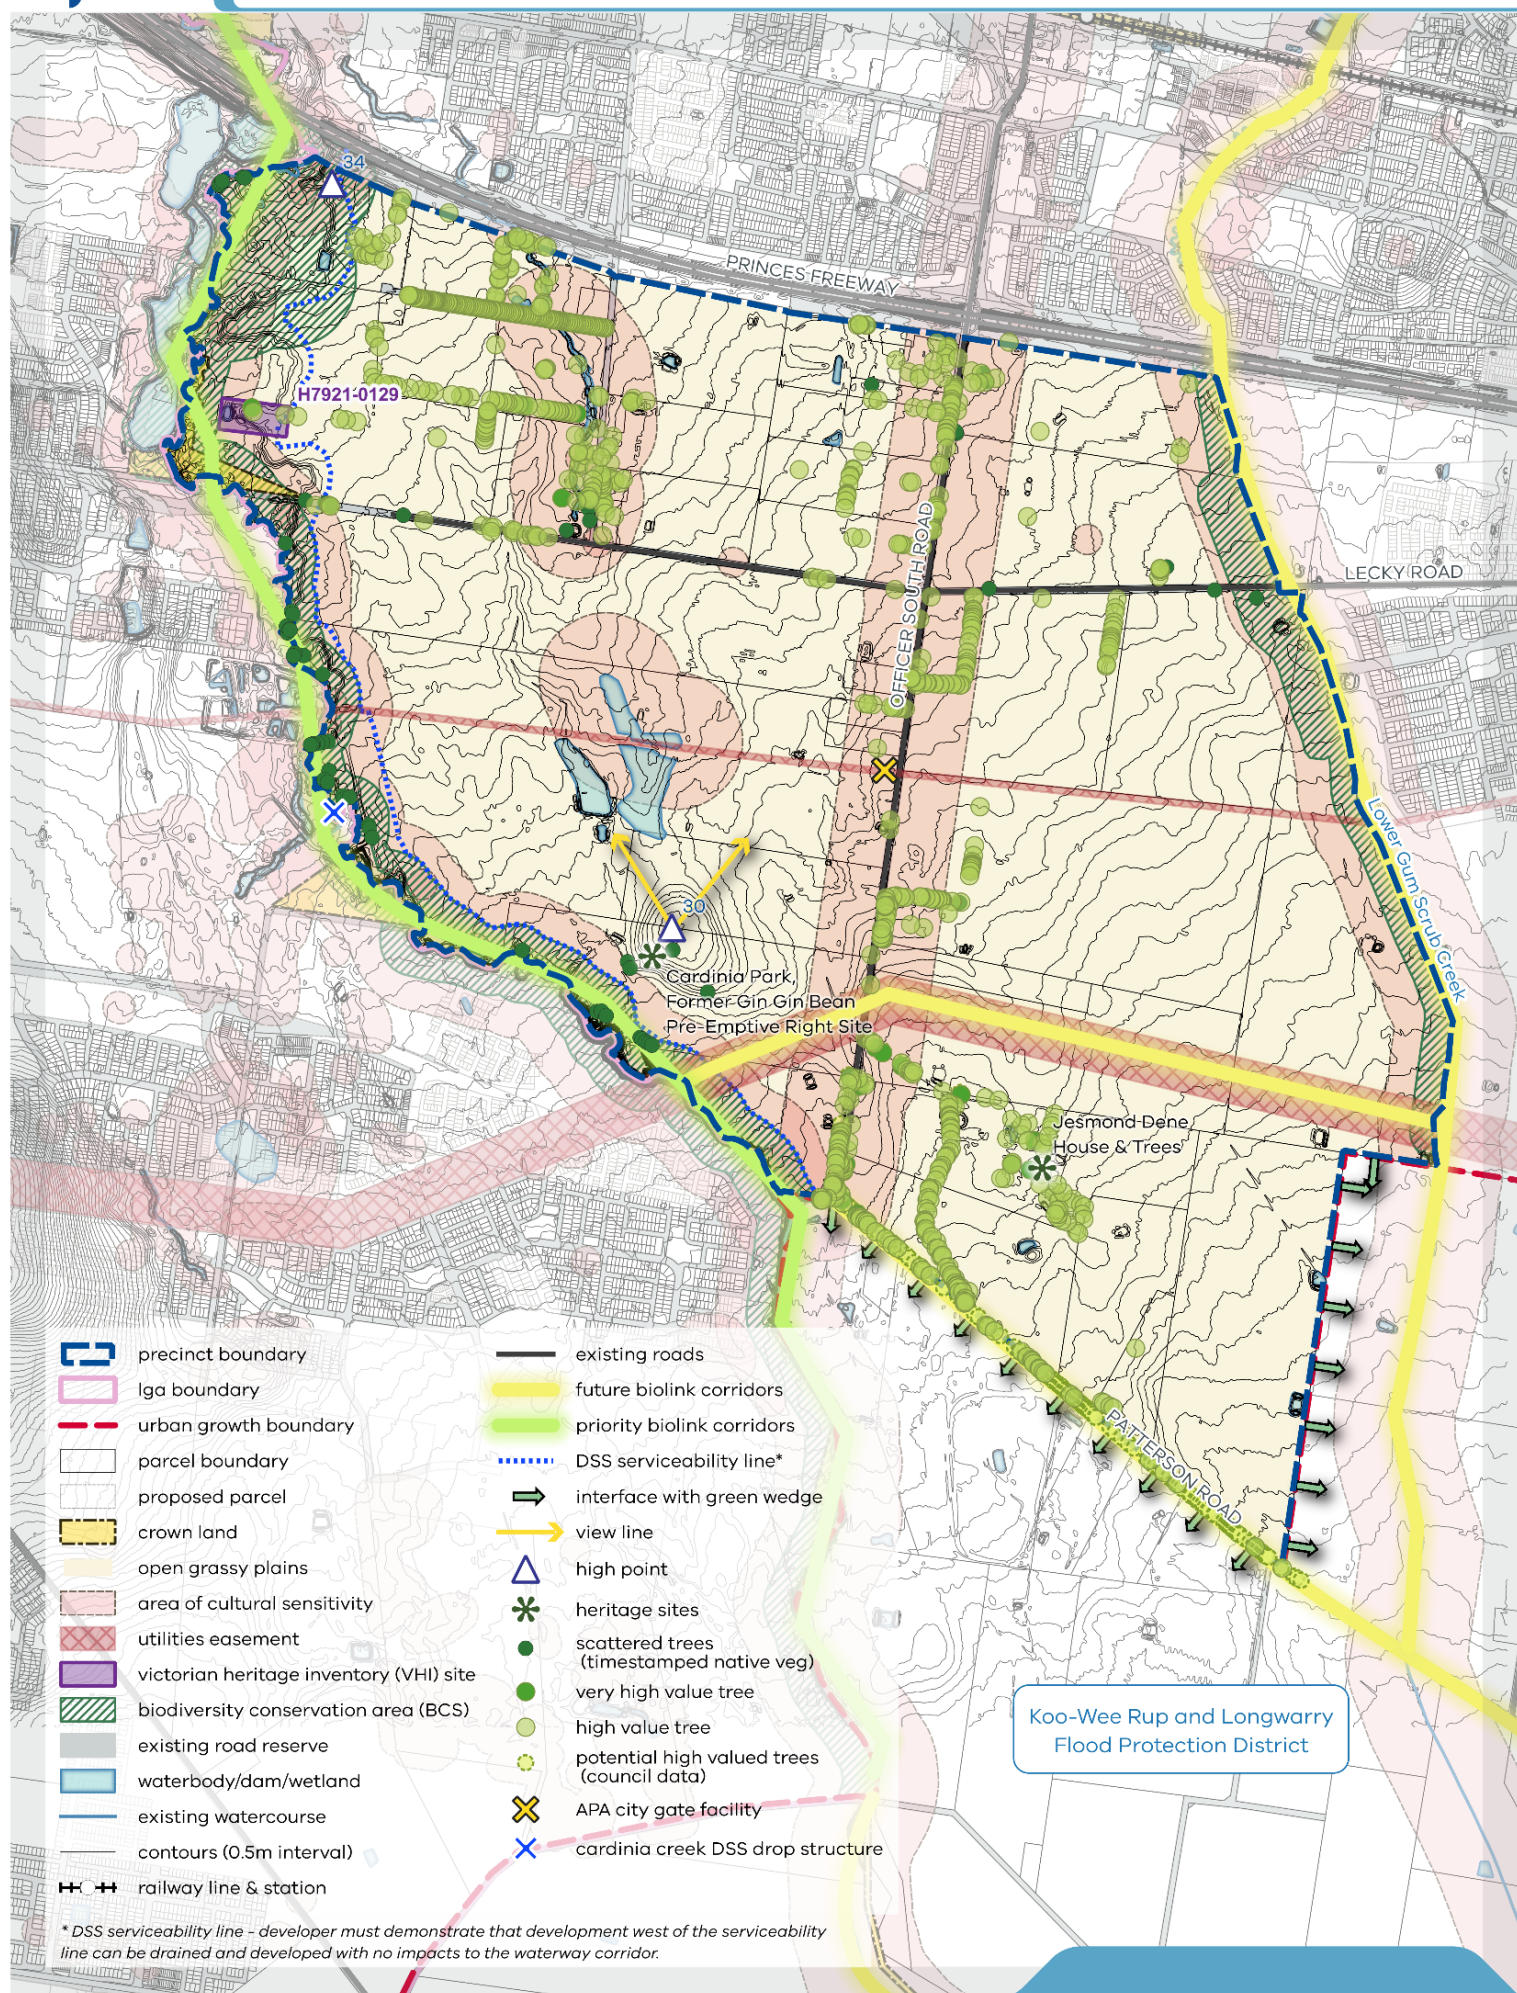 34
PRINCES FREEWAY
H7921-0129
OFFICER SOUTH ROAD
LECKY ROAD
Lower Gum Scrub Creek
30
Cardinia Park,
Former Gin Gin Bean
Pre-Emptive Right Site
Jesmond Dene
House & Trees
PATTERSON ROAD
Koo-Wee Rup and Longwarry
Flood Protection District
precinct boundary
lga boundary
urban growth boundary
parcel boundary
proposed parcel
crown land
open grassy plains
area of cultural sensitivity
utilities easement
victorian heritage inventory (VHI) site
biodiversity conservation area (BCS)
existing road reserve
waterbody/dam/wetland
existing watercourse
contours (0.5m interval)
railway line & station
existing roads
future biolink corridors
priority biolink corridors
DSS serviceability line*
interface with green wedge
view line
high point
heritage sites
scattered trees
(timestamped native veg)
very high value tree
high value tree
potential high valued trees
(council data)
APA city gate facility
cardinia creek DSS drop structure
* DSS serviceability line - developer must demonstrate that development west of the serviceability
line can be drained and developed with no impacts to the waterway corridor.